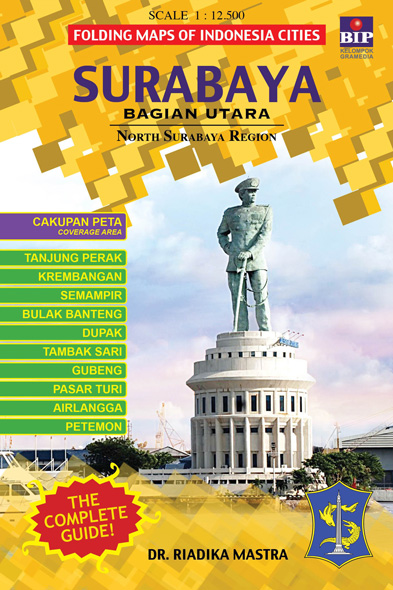 SCALE 1 : 12.500
FOLDING MAPS OF INDONESIA CITIES
BIP
KELOMPOK
GRAMEDIA
SURABAYA
BAGIAN UTARA
NORTH SURABAYA REGION
CAKUPAN PETA
COVERAGE AREA
TANJUNG PERAK
KREMBANGAN
SEMAMPIR
BULAK BANTENG
DUPAK
TAMBAK SARI
GUBENG
PASAR TURI
AIRLANGGA
PETEMON
THE
COMPLETE
GUIDE!
DR. RIADIKA MASTRA